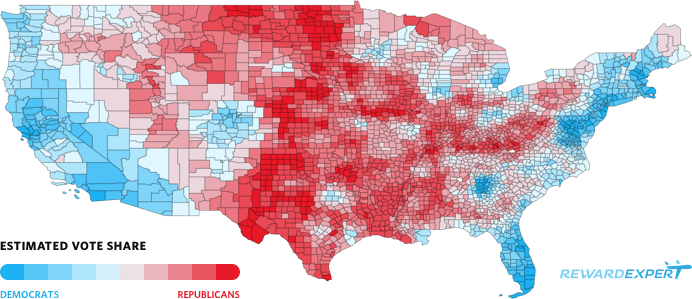 ESTIMATED VOTE SHARE
DEMOCRATS REPUBLICANS
REWARDEXPERT